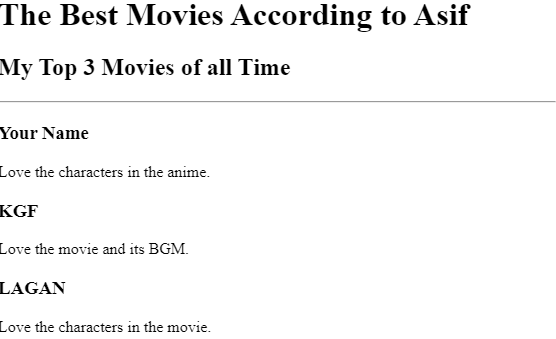 The Best Movies According to Asif
My Top 3 Movies of all Time
Your Name
Love the characters in the anime.
KGF
Love the movie and its BGM.
LAGAN
Love the characters in the movie.